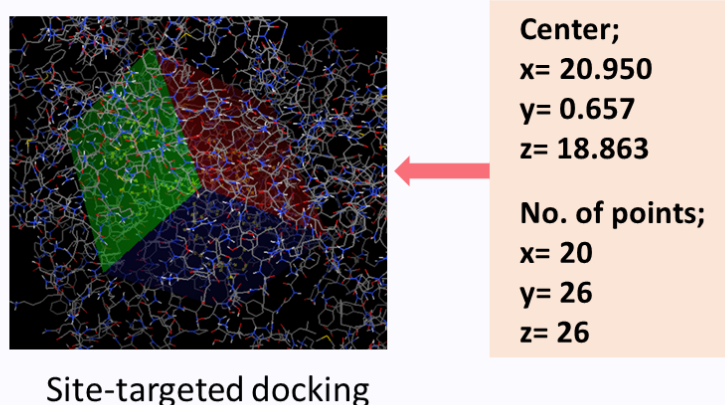 Center;
x= 20.950
y= 0.657
z= 18.863
No. of points;
x= 20
y= 26
z= 26
Site-targeted docking